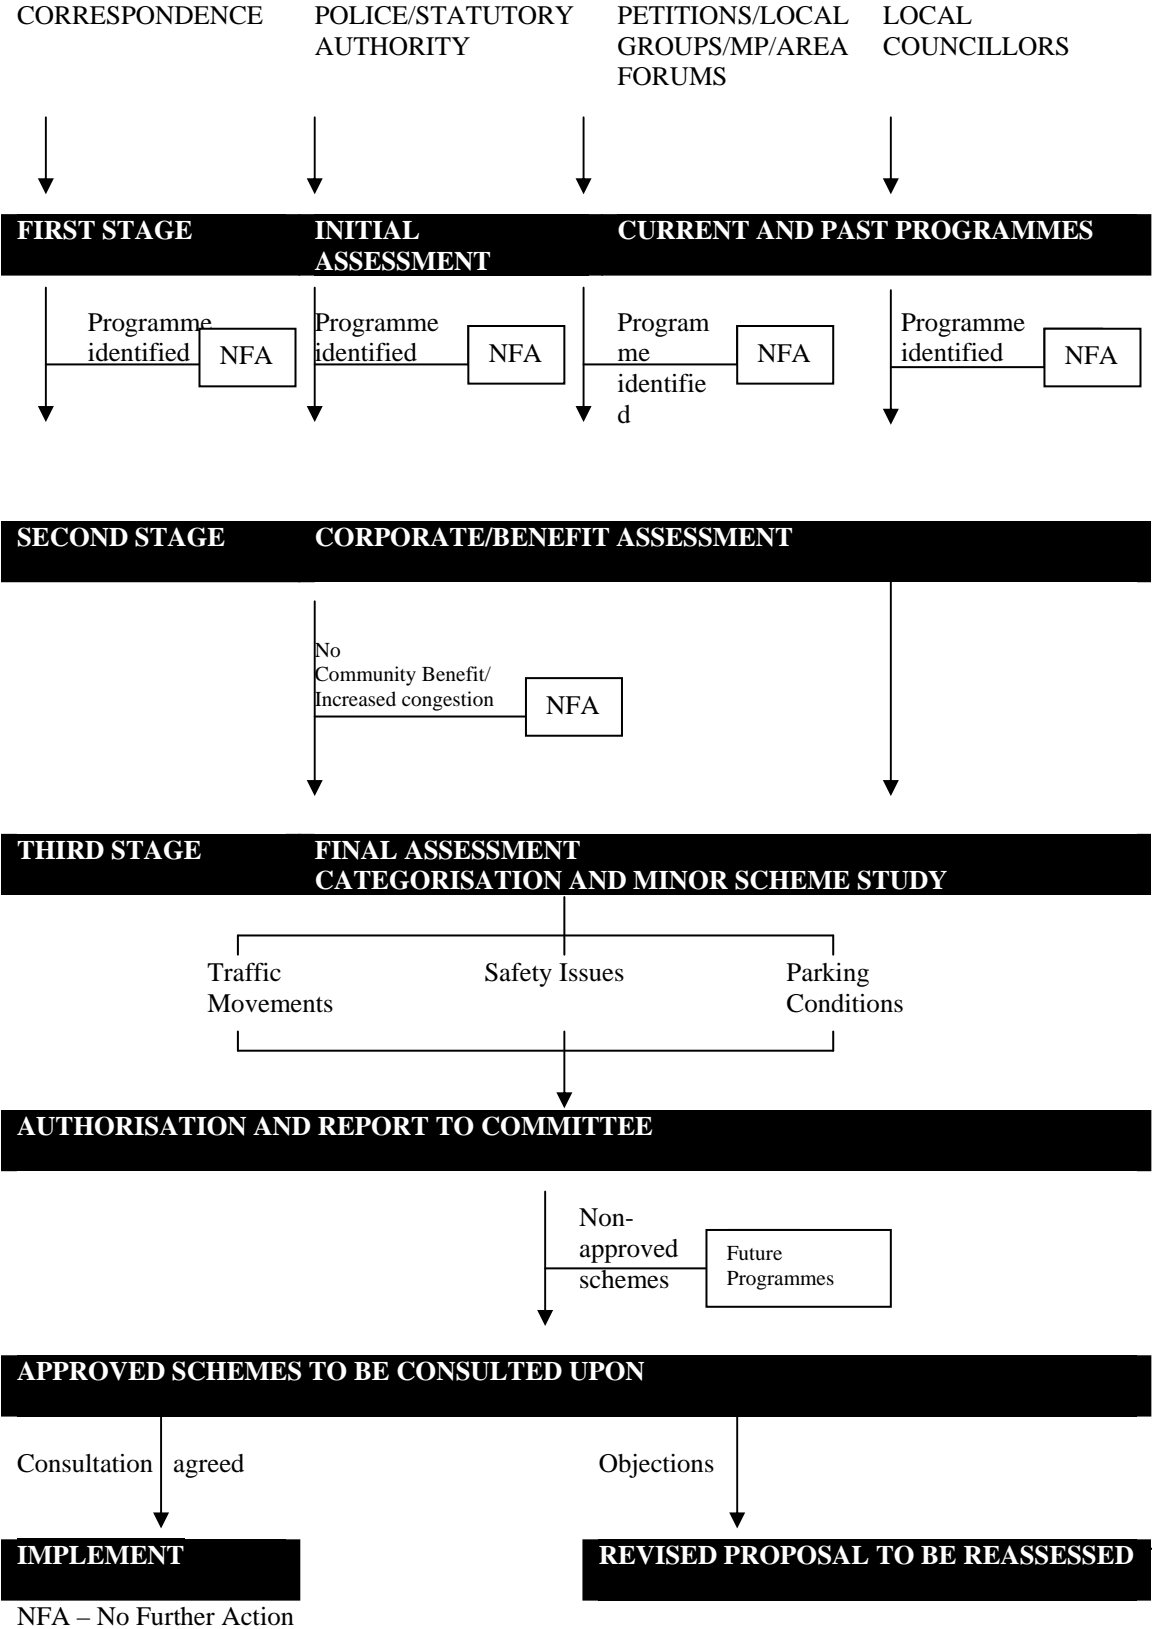 CORRESPONDENCE
POLICE/STATUTORY
AUTHORITY
PETITIONS/LOCAL
GROUPS/MP/AREA
FORUMS
LOCAL
COUNCILLORS
FIRST STAGE
INITIAL
ASSESSMENT
CURRENT AND PAST PROGRAMMES
Programme
identified
NFA
Programme
identified
NFA
Program
me
identifie
d
NFA
Programme
identified
NFA
SECOND STAGE
CORPORATE/BENEFIT ASSESSMENT
No
Community Benefit/
Increased congestion
NFA
THIRD STAGE
FINAL ASSESSMENT
CATEGORISATION AND MINOR SCHEME STUDY
Traffic
Movements
Safety Issues
Parking
Conditions
AUTHORISATION AND REPORT TO COMMITTEE
Non-
approved
schemes
Future
Programmes
APPROVED SCHEMES TO BE CONSULTED UPON
Consultation agreed
Objections
IMPLEMENT
REVISED PROPOSAL TO BE REASSESSED
NFA – No Further Action